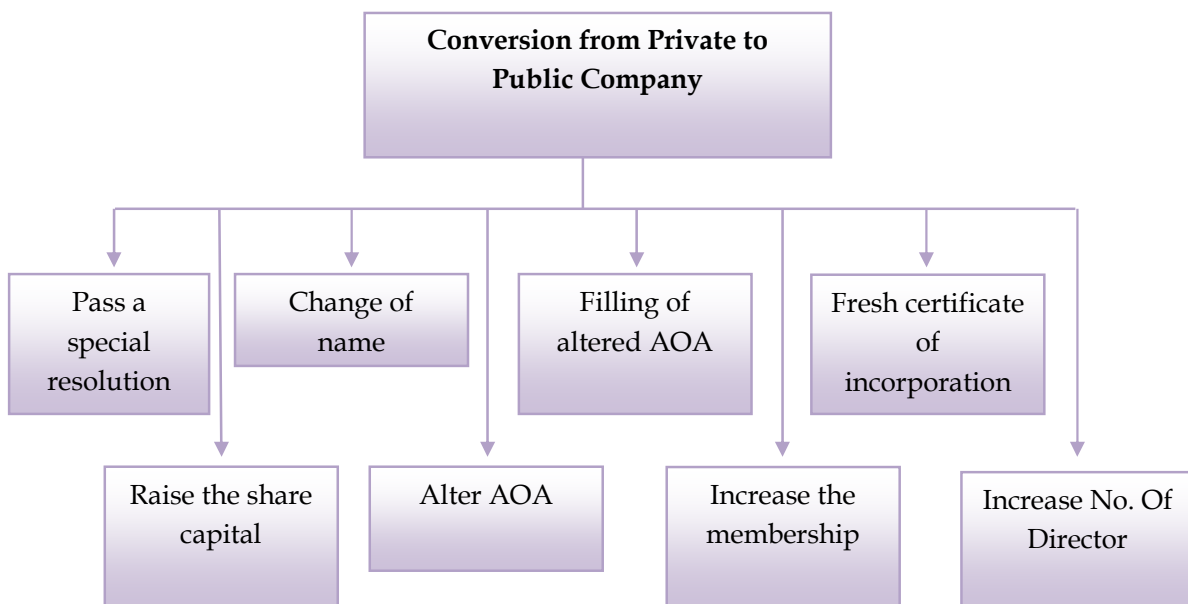 Conversion from Private to
Public Company
Pass a
special
resolution
Change of
name
Filling of
altered AOA
Fresh certificate
of
incorporation
Raise the share
capital
Alter AOA
Increase the
membership
Increase No. Of
Director